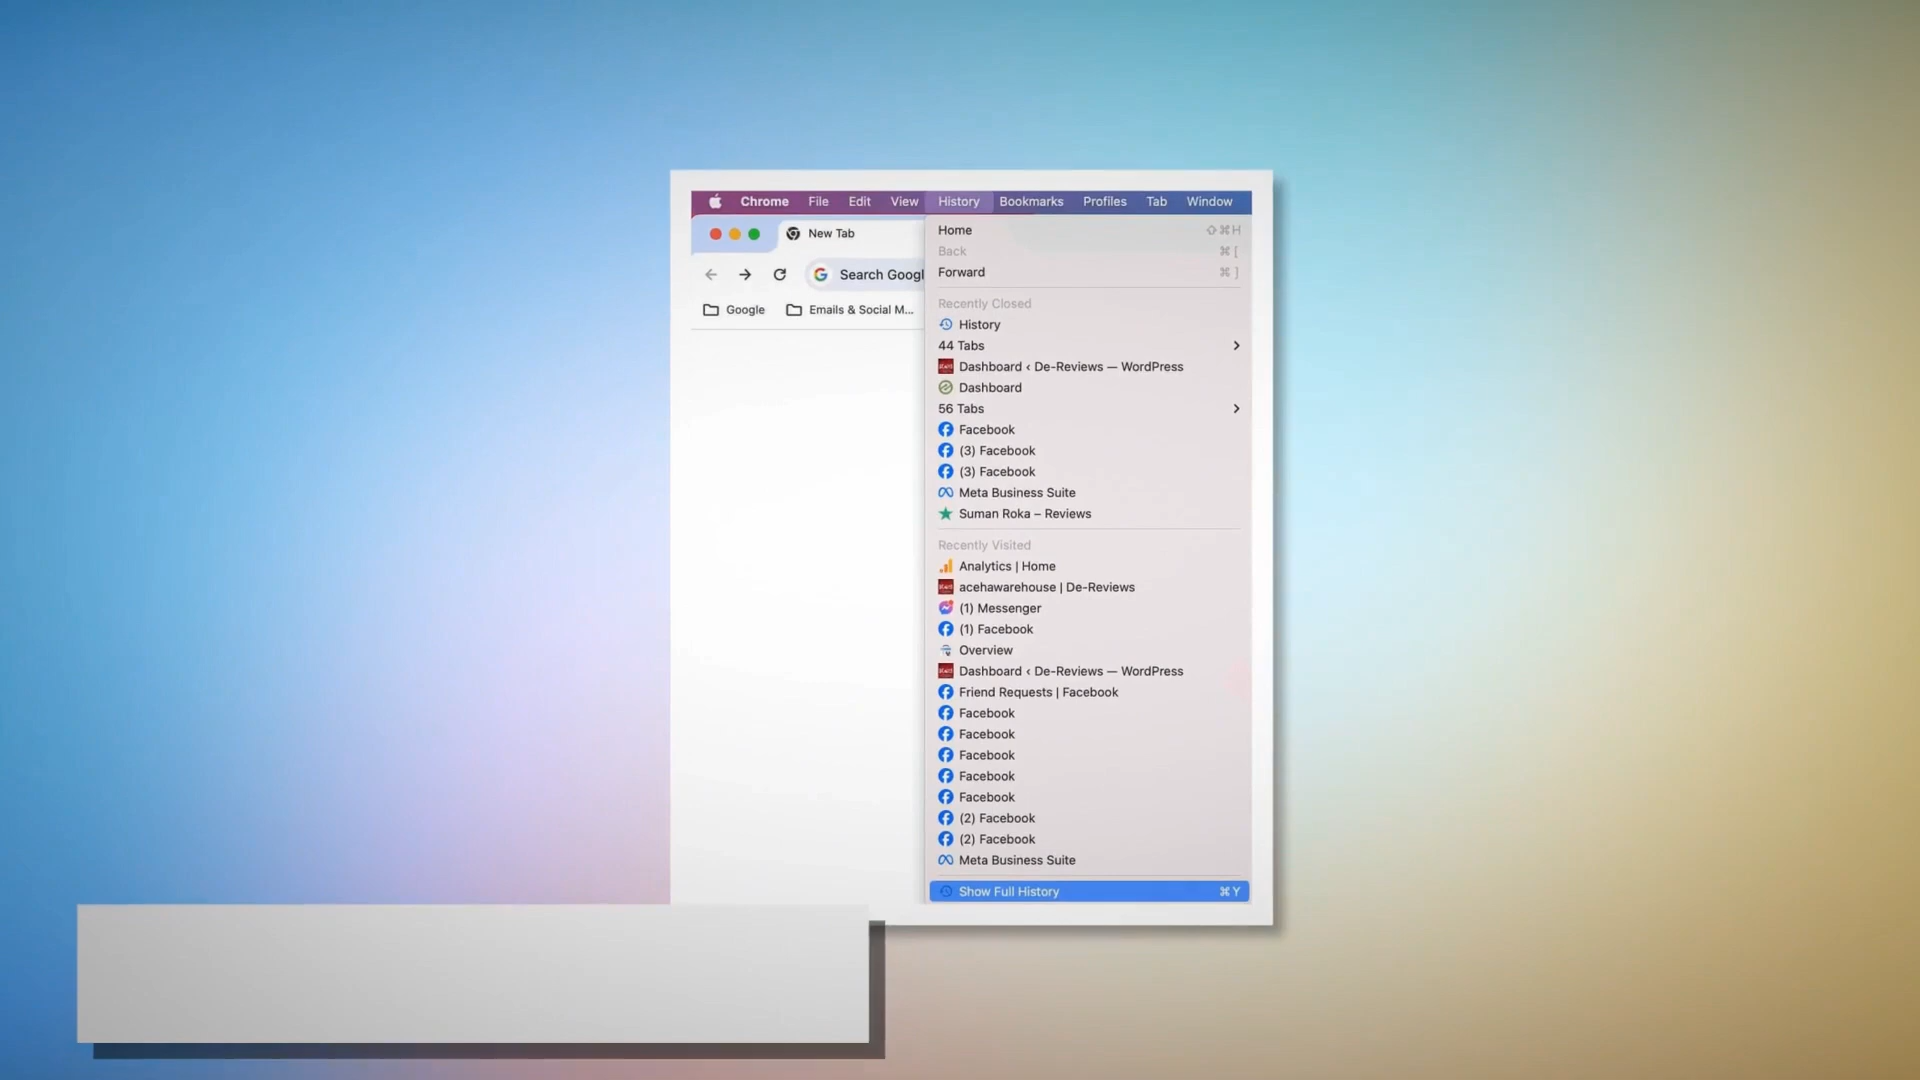 Chrome File Edit View History Bookmarks Profiles Tab Window
New Tab
Search Googl
Google Emails & Social M...
Home ⇧⌘H
Back ⌘[
Forward ⌘]
Recently Closed
History
44 Tabs
Dashboard ‹ De-Reviews — WordPress
Dashboard
56 Tabs
Facebook
(3) Facebook
(3) Facebook
Meta Business Suite
Suman Roka – Reviews
Recently Visited
Analytics | Home
acehawarehouse | De-Reviews
(1) Messenger
(1) Facebook
Overview
Dashboard ‹ De-Reviews — WordPress
Friend Requests | Facebook
Facebook
Facebook
Facebook
Facebook
Facebook
(2) Facebook
(2) Facebook
Meta Business Suite
Show Full History ⌘Y